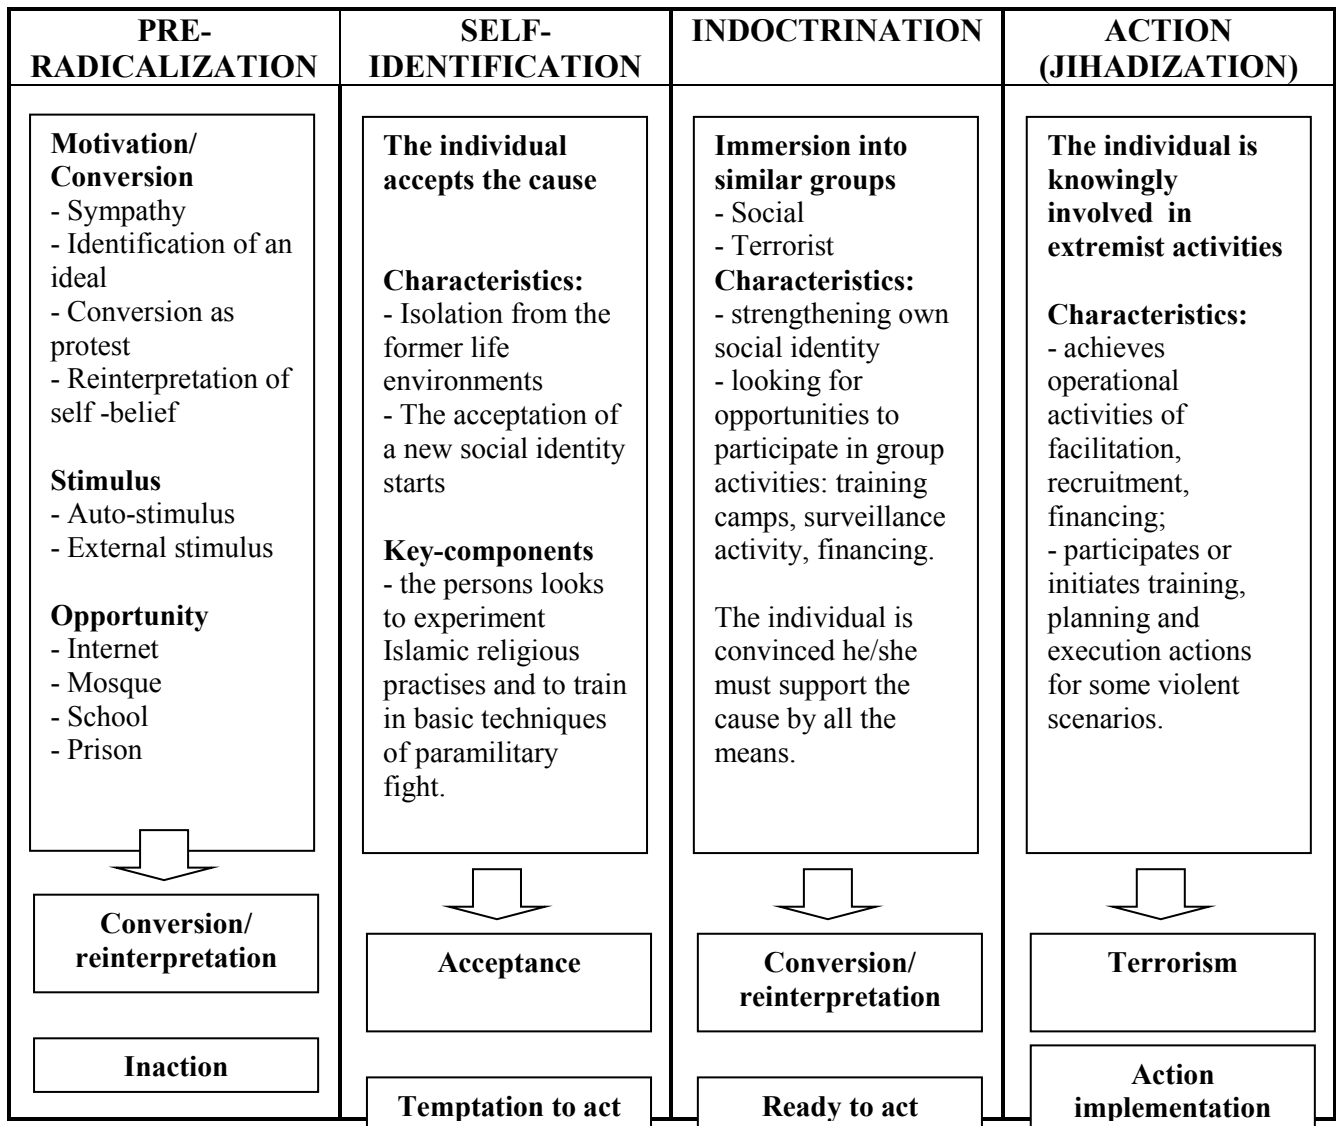 PRE-
RADICALIZATION
Motivation/
Conversion
- Sympathy
- Identification of an
ideal
- Conversion as
protest
- Reinterpretation of
self -belief
Stimulus
- Auto-stimulus
- External stimulus
Opportunity
- Internet
- Mosque
- School
- Prison
Conversion/
reinterpretation
Inaction
SELF-
IDENTIFICATION
The individual
accepts the cause
Characteristics:
- Isolation from the
former life
environments
- The acceptation of
a new social identity
starts
Key-components
- the persons looks
to experiment
Islamic religious
practises and to train
in basic techniques
of paramilitary
fight.
Acceptance
Temptation to act
INDOCTRINATION
Immersion into
similar groups
- Social
- Terrorist
Characteristics:
- strengthening own
social identity
- looking for
opportunities to
participate in group
activities: training
camps, surveillance
activity, financing.
The individual is
convinced he/she
must support the
cause by all the
means.
Conversion/
reinterpretation
Ready to act
ACTION
(JIHADIZATION)
The individual is
knowingly
involved in
extremist activities
Characteristics:
- achieves
operational
activities of
facilitation,
recruitment,
financing;
- participates or
initiates training,
planning and
execution actions
for some violent
scenarios.
Terrorism
Action
implementation